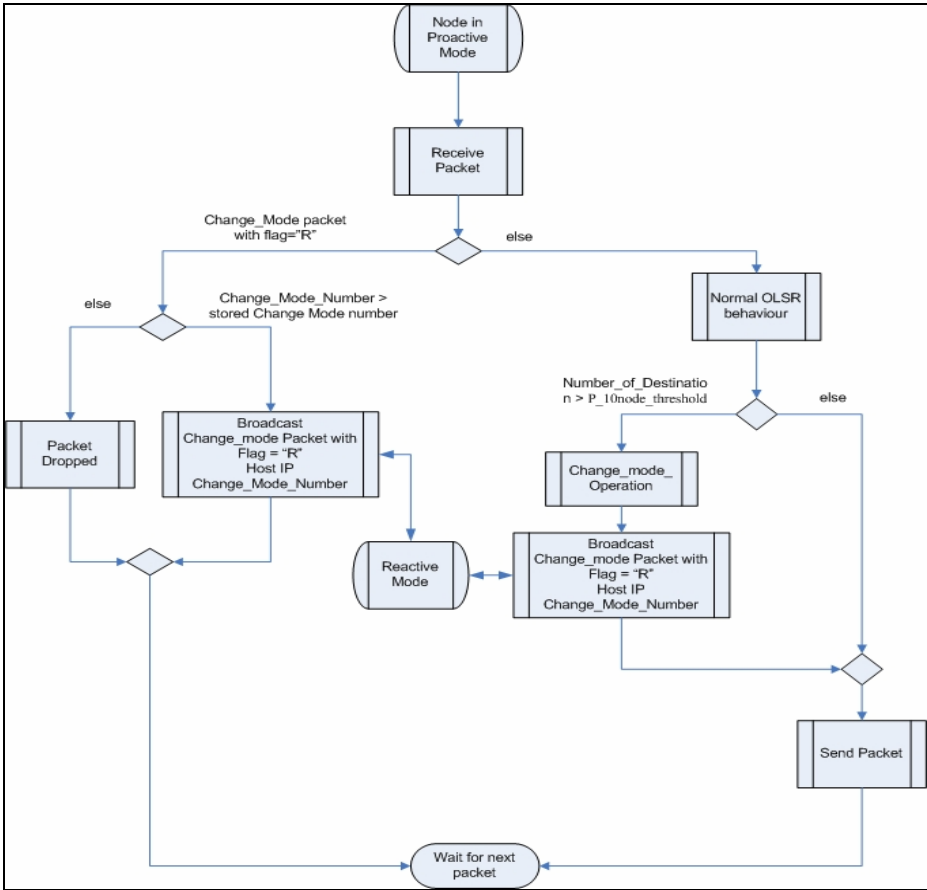 Node in
Proactive
Mode
Receive
Packet
Change_Mode packet
with flag="R"
else
Normal OLSR
behaviour
else
Change_Mode_Number >
stored Change Mode number
Number_of_Destinatio
n > P_10node_threshold
else
Packet
Dropped
Broadcast
Change_mode Packet with
Flag = "R"
Host IP
Change_Mode_Number
Change_mode_
Operation
Reactive
Mode
Broadcast
Change_mode Packet with
Flag = "R"
Host IP
Change_Mode_Number
Send Packet
Wait for next
packet